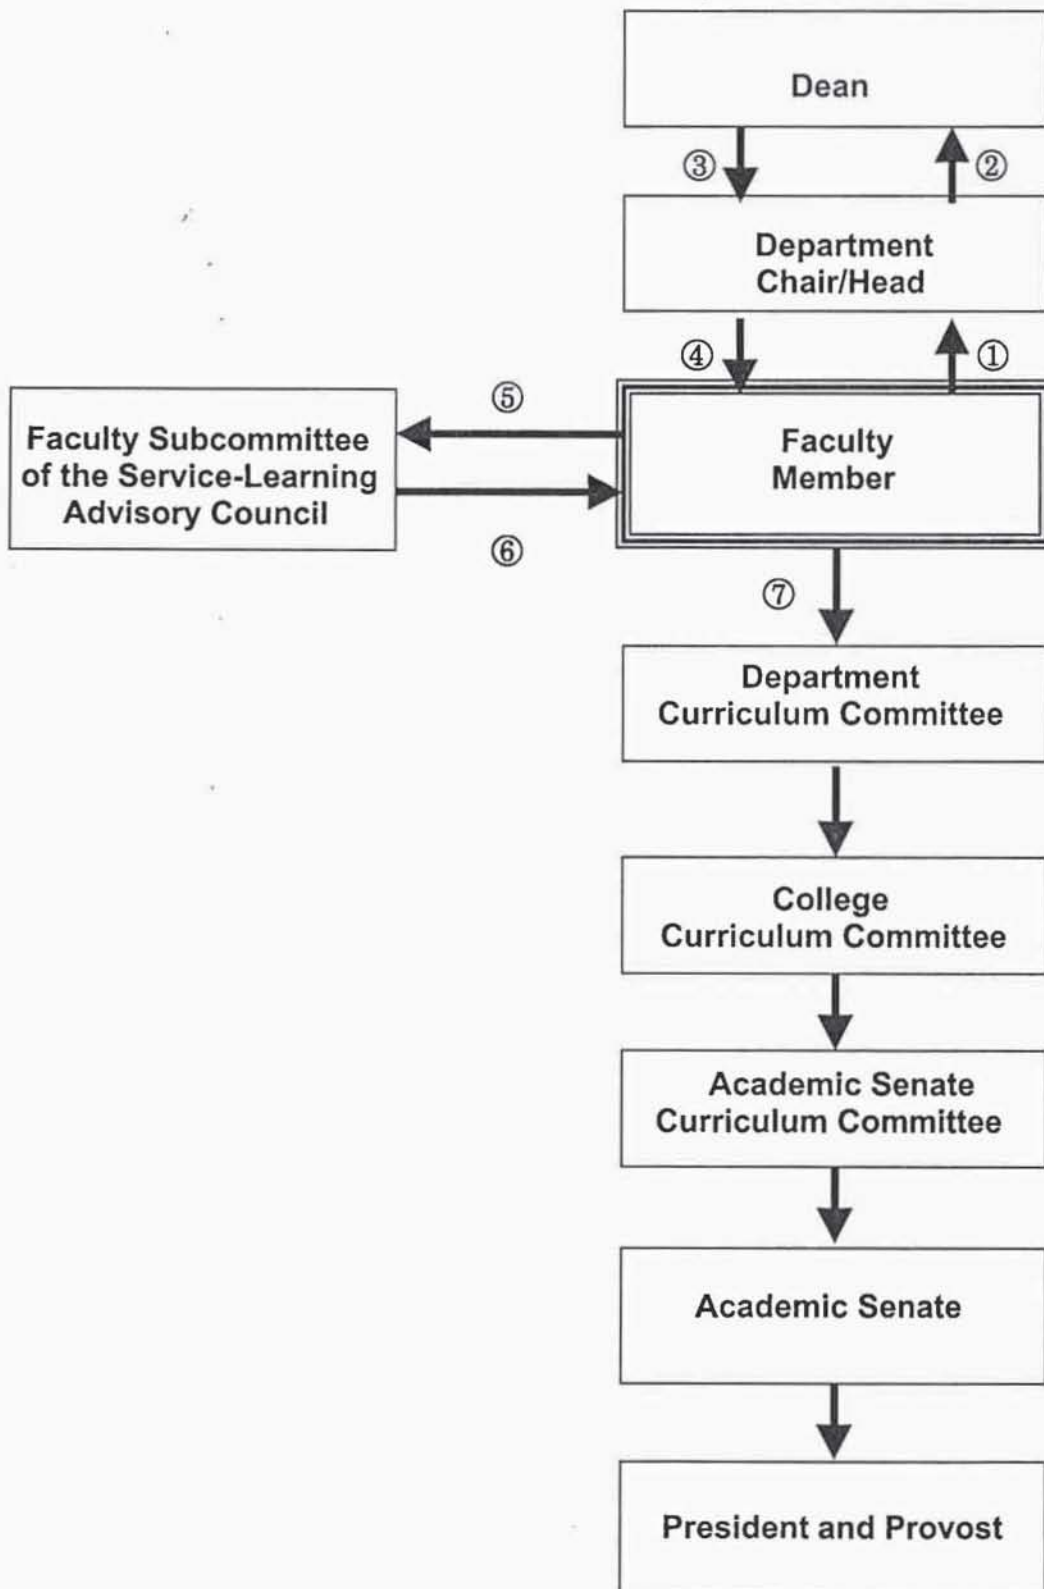 Dean
③
②
Department
Chair/Head
④
①
⑤
Faculty Subcommittee
of the Service-Learning
Advisory Council
Faculty
Member
⑥
⑦
Department
Curriculum Committee
College
Curriculum Committee
Academic Senate
Curriculum Committee
Academic Senate
President and Provost